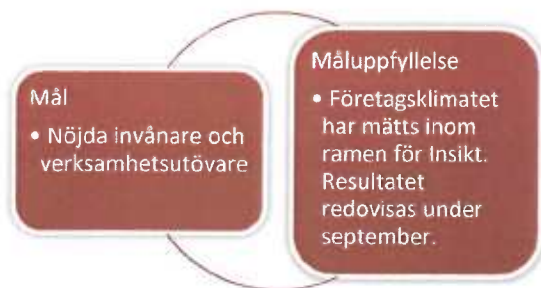 Mål
• Nöjda invånare och
verksamhetsutövare
Måluppfyllelse
• Företagsklimatet
har mätts inom
ramen för Insikt.
Resultatet
redovisas under
september.